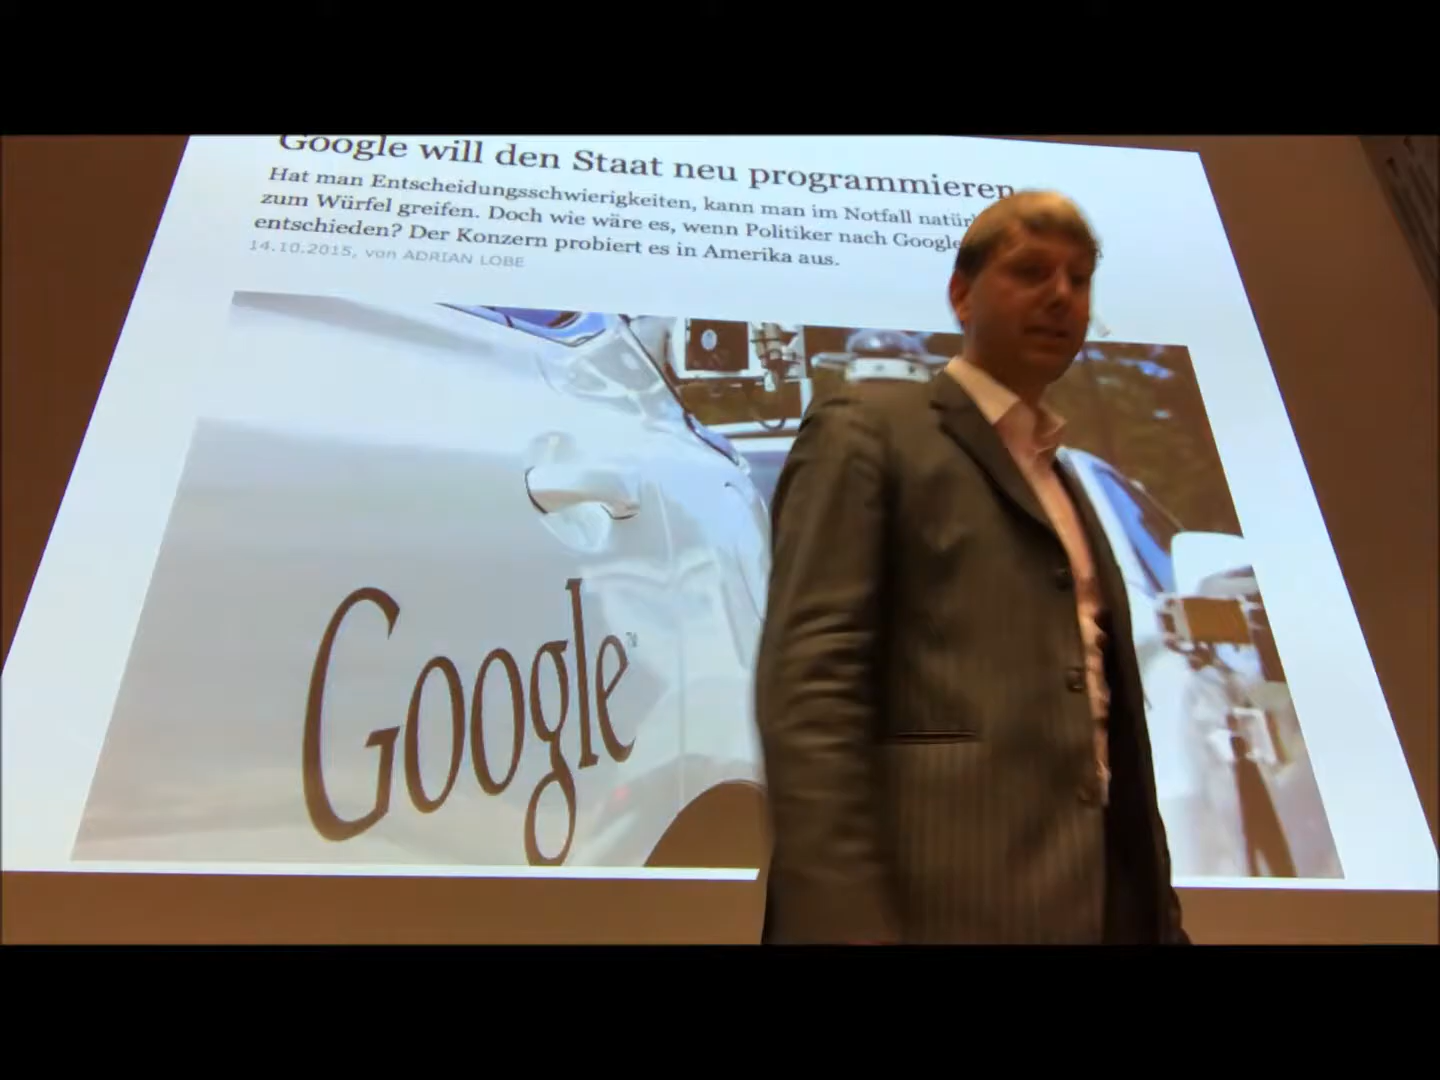 Google will den Staat neu programmieren
Hat man Entscheidungsschwierigkeiten, kann man im Notfall
zum Würfel greifen. Doch wie wäre es, wenn Politiker nach Google
entschieden? Der Konzern probiert es in Amerika aus.
14.10.2015, von ADRIAN LOBE
Google™